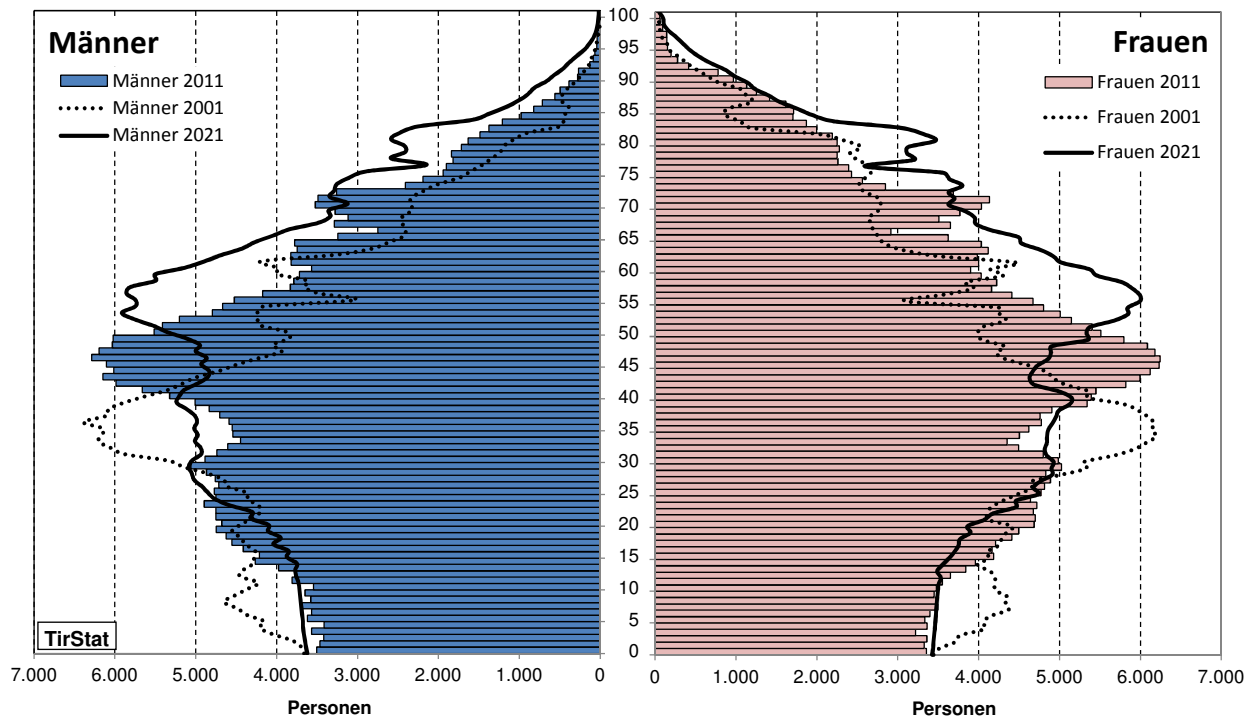 Männer
Männer 2011
Männer 2001
Männer 2021
TirStat
7.000 6.000 5.000 4.000 3.000 2.000 1.000 0
Personen
100
95
90
85
80
75
70
65
60
55
50
45
40
35
30
25
20
15
10
5
0
Frauen
Frauen 2011
Frauen 2001
Frauen 2021
0 1.000 2.000 3.000 4.000 5.000 6.000 7.000
Personen